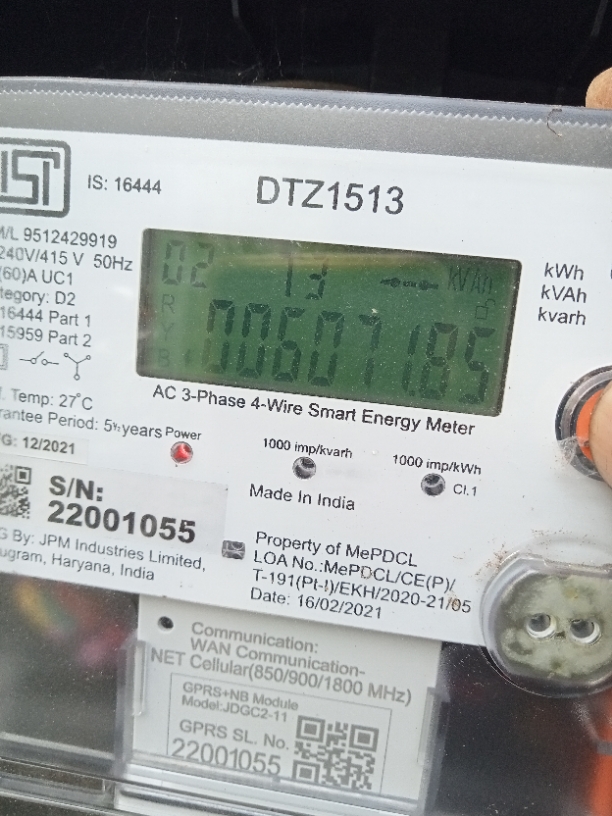 IS: 16444
DTZ1513
M/L 9512429919
240V/415 V 50Hz
(60)A UC1
tegory: D2
16444 Part 1
15959 Part 2
. Temp: 27°C
rantee Period: 5½ years
G: 12/2021
02
R
Y
B
006071.85
kWh
kVAh
kvarh
AC 3-Phase 4-Wire Smart Energy Meter
Power
1000 imp/kvarh
1000 imp/kWh
Cl.1
S/N:
22001055
Made In India
G By: JPM Industries Limited,
ugram, Haryana, India
Property of MePDCL
LOA No.:MePDCL/CE(P)/
T-191(Pt-I)/EKH/2020-21/05
Date: 16/02/2021
Communication:
WAN Communication-
NET Cellular(850/900/1800 MHz)
GPRS+NB Module
Model:JDGC2-11
GPRS SL. No.
22001055